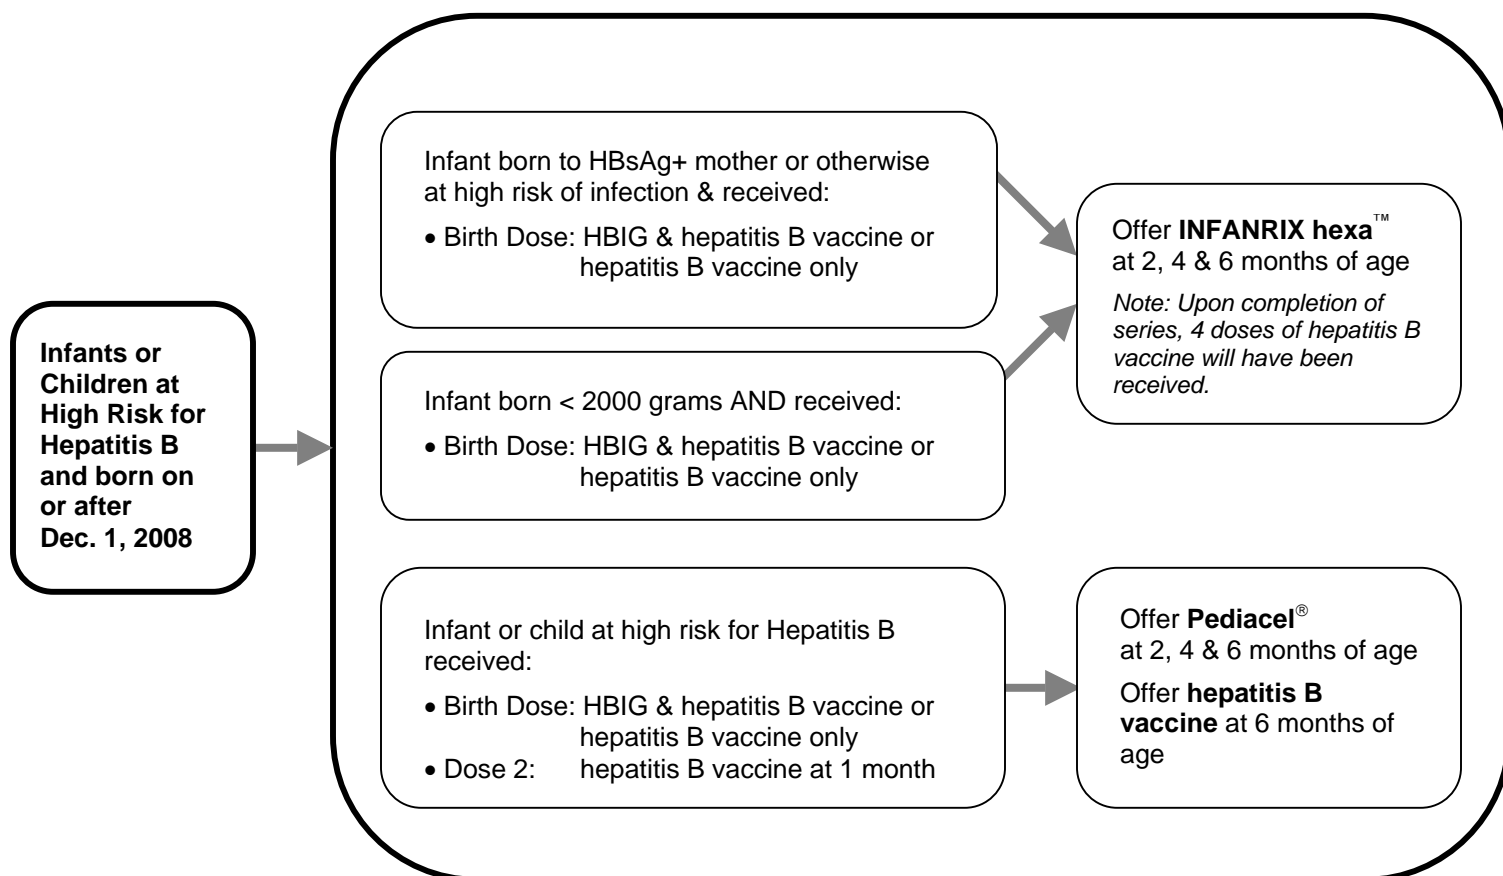 Infants or
Children at
High Risk for
Hepatitis B
and born on
or after
Dec. 1, 2008
Infant born to HBsAg+ mother or otherwise
at high risk of infection & received:
• Birth Dose: HBIG & hepatitis B vaccine or
hepatitis B vaccine only
Infant born < 2000 grams AND received:
• Birth Dose: HBIG & hepatitis B vaccine or
hepatitis B vaccine only
Offer INFANRIX hexa™
at 2, 4 & 6 months of age
Note: Upon completion of
series, 4 doses of hepatitis B
vaccine will have been
received.
Infant or child at high risk for Hepatitis B
received:
• Birth Dose: HBIG & hepatitis B vaccine or
hepatitis B vaccine only
• Dose 2: hepatitis B vaccine at 1 month
Offer Pediacel®
at 2, 4 & 6 months of age
Offer hepatitis B
vaccine at 6 months of
age